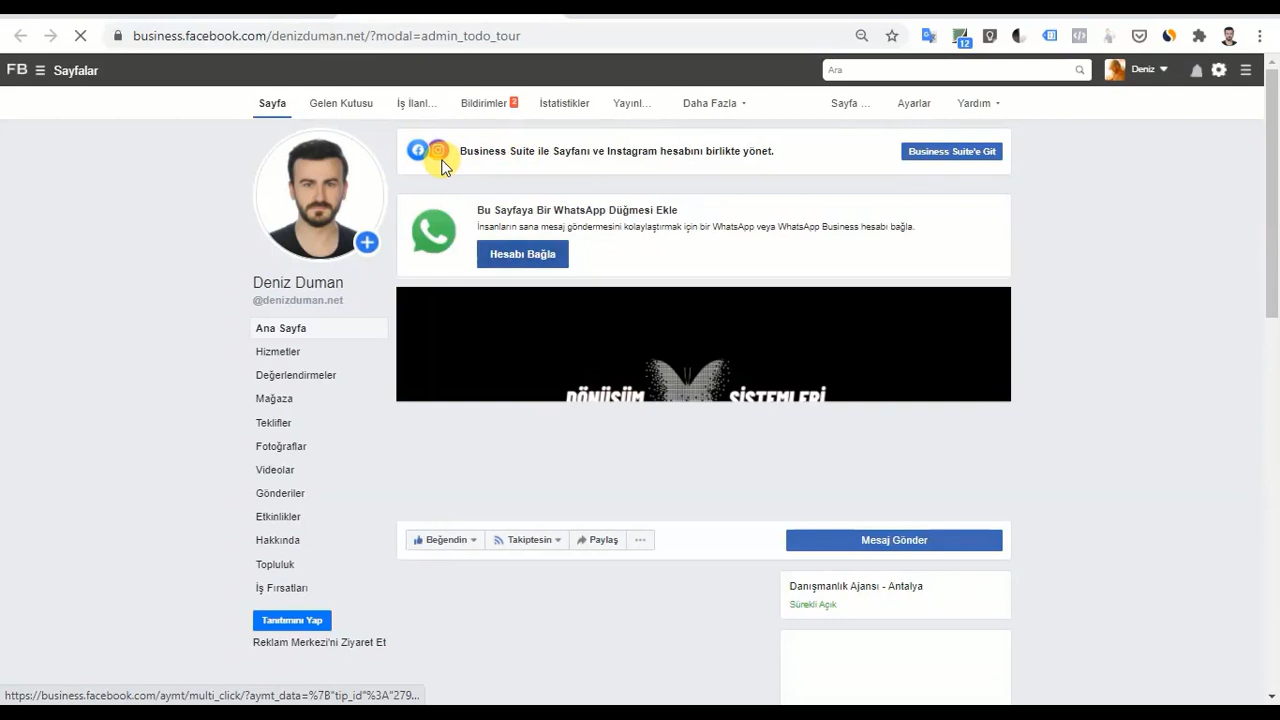 business.facebook.com/denizduman.net/?modal=admin_todo_tour
12
FB Sayfalar
Ara
Deniz
Sayfa Gelen Kutusu İş İlanl... Bildirimler 2 İstatistikler Yayınl... Daha Fazla Sayfa ... Ayarlar Yardım
Business Suite ile Sayfanı ve Instagram hesabını birlikte yönet.
Business Suite'e Git
Bu Sayfaya Bir WhatsApp Düğmesi Ekle
İnsanların sana mesaj göndermesini kolaylaştırmak için bir WhatsApp veya WhatsApp Business hesabı bağla.
Hesabı Bağla
Deniz Duman
@denizduman.net
Ana Sayfa
Hizmetler
Değerlendirmeler
Mağaza
Teklifler
Fotoğraflar
Videolar
Gönderiler
Etkinlikler
Hakkında
Topluluk
İş Fırsatları
Tanıtımını Yap
Reklam Merkezi'ni Ziyaret Et
DÖNÜŞÜM SİSTEMLERİ
Beğendin Takiptesin Paylaş ...
Mesaj Gönder
Danışmanlık Ajansı - Antalya
Sürekli Açık
https://business.facebook.com/aymt/multi_click/?aymt_data=%7B"tip_id"%3A"279...